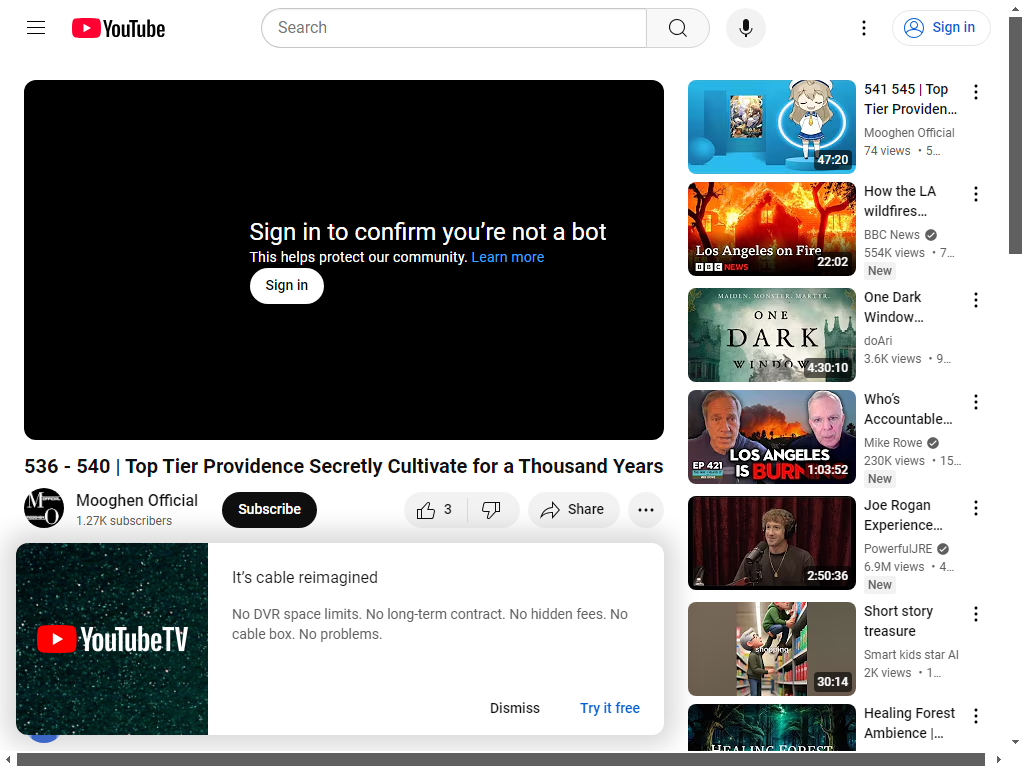 YouTube
Search
Sign in
Sign in to confirm you’re not a bot
This helps protect our community. Learn more
Sign in
536 - 540 | Top Tier Providence Secretly Cultivate for a Thousand Years
Mooghen Official
1.27K subscribers
Subscribe
3
Share
It’s cable reimagined
No DVR space limits. No long-term contract. No hidden fees. No
cable box. No problems.
YouTubeTV
Dismiss
Try it free
47:20
541 545 | Top
Tier Providen…
Mooghen Official
74 views • 5…
Los Angeles on Fire
BBC NEWS
22:02
How the LA
wildfires…
BBC News
554K views • 7…
New
MAIDEN. MONSTER. MARTYR.
ONE
DARK
WINDOW
4:30:10
One Dark
Window…
doAri
3.6K views • 9…
EP 421
LOS ANGELES
IS BURN
1:03:52
Who’s
Accountable…
Mike Rowe
230K views • 15…
New
2:50:36
Joe Rogan
Experience…
PowerfulJRE
6.9M views • 4…
New
shopping
30:14
Short story
treasure
Smart kids star AI
2K views • 1…
HEALING FOREST
Healing Forest
Ambience |…